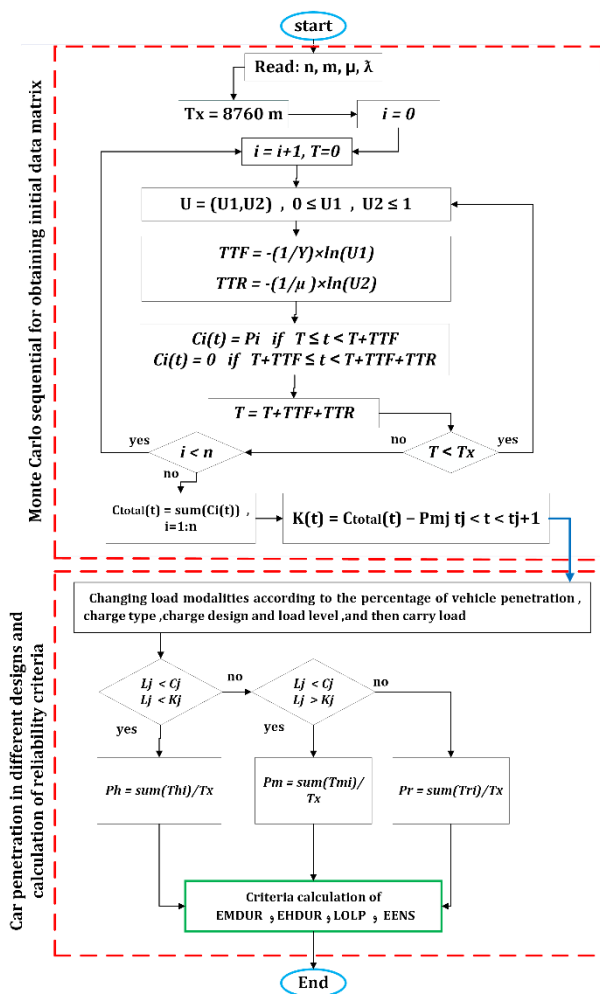 start
Read: n, m, μ, λ
Tx = 8760 m
i = 0
i = i+1, T=0
U = (U1,U2) , 0 ≤ U1 , U2 ≤ 1
TTF = -(1/Y)×ln(U1)
TTR = -(1/μ )×ln(U2)
Ci(t) = Pi if T ≤ t < T+TTF
Ci(t) = 0 if T+TTF ≤ t < T+TTF+TTR
T = T+TTF+TTR
yes
i < n
no
T < Tx
yes
no
Ctotal(t) = sum(Ci(t)) ,
i=1:n
K(t) = Ctotal(t) – Pmj tj < t < tj+1
Monte Carlo sequential for obtaining initial data matrix
Changing load modalities according to the percentage of vehicle penetration ,
charge type ,charge design and load level ,and then carry load
Lj < Cj
Lj < Kj
no
Lj < Cj
Lj > Kj
no
yes
yes
Ph = sum(Thi)/Tx
Pm = sum(Tmi)/
Tx
Pr = sum(Tri)/Tx
Criteria calculation of
EMDUR , EHDUR , LOLP , EENS
Car penetration in different designs and
calculation of reliability criteria
End